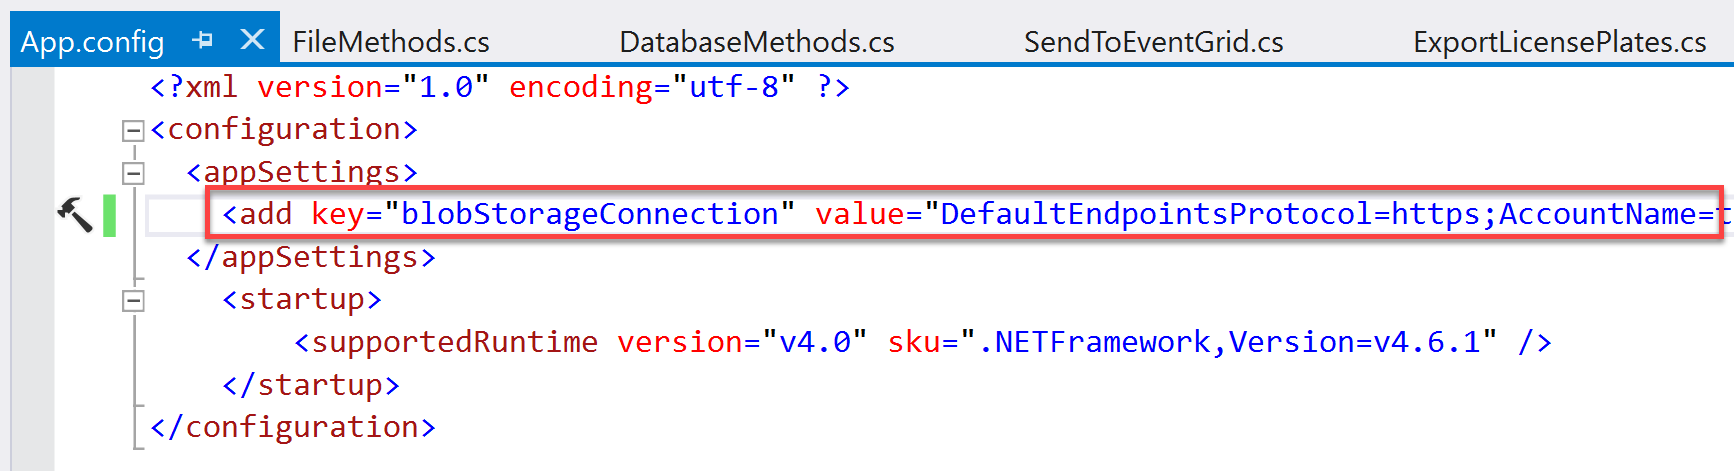 App.config FileMethods.cs DatabaseMethods.cs SendToEventGrid.cs ExportLicensePlates.cs
<?xml version="1.0" encoding="utf-8" ?>
<configuration>
<appSettings>
<add key="blobStorageConnection" value="DefaultEndpointsProtocol=https;AccountName=t
</appSettings>
<startup>
<supportedRuntime version="v4.0" sku=".NETFramework,Version=v4.6.1" />
</startup>
</configuration>